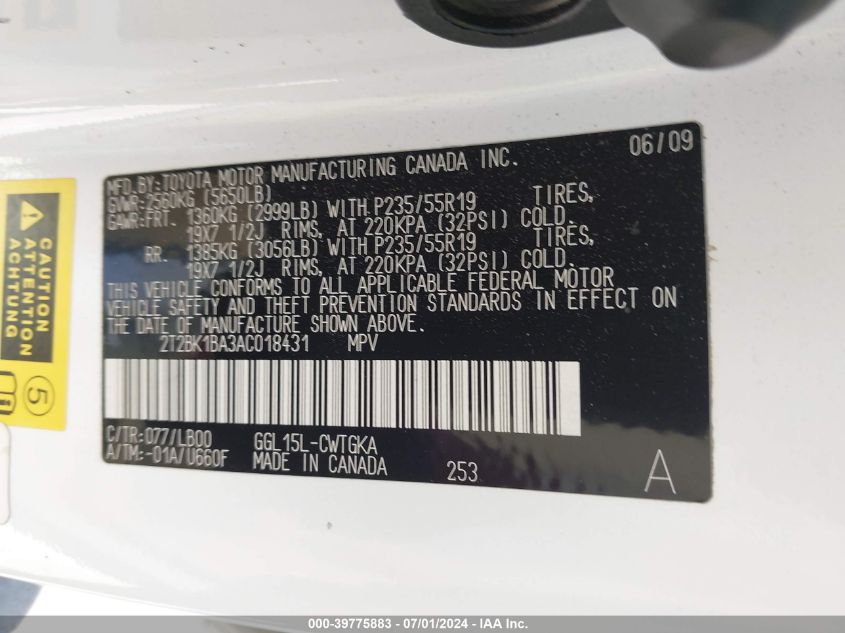 MFD.BY:TOYOTA MOTOR MANUFACTURING CANADA INC. 06/09
GVWR: 2560KG (5650LB)
GAWR:FRT. 1360KG (2999LB) WITH P235/55R19 TIRES,
19X7 1/2J RIMS, AT 220KPA (32PSI) COLD.
RR. 1385KG (3056LB) WITH P235/55R19 TIRES,
19X7 1/2J RIMS, AT 220KPA (32PSI) COLD.
THIS VEHICLE CONFORMS TO ALL APPLICABLE FEDERAL MOTOR
VEHICLE SAFETY AND THEFT PREVENTION STANDARDS IN EFFECT ON
THE DATE OF MANUFACTURE SHOWN ABOVE.
2T2BK1BA3AC018431 MPV
C/TR:077/LB00 GGL15L-CWTGKA
A/TM:-01A/U660F MADE IN CANADA 253 A
CAUTION
ATTENTION
ACHTUNG
5
000-39775883 - 07/01/2024 - IAA Inc.